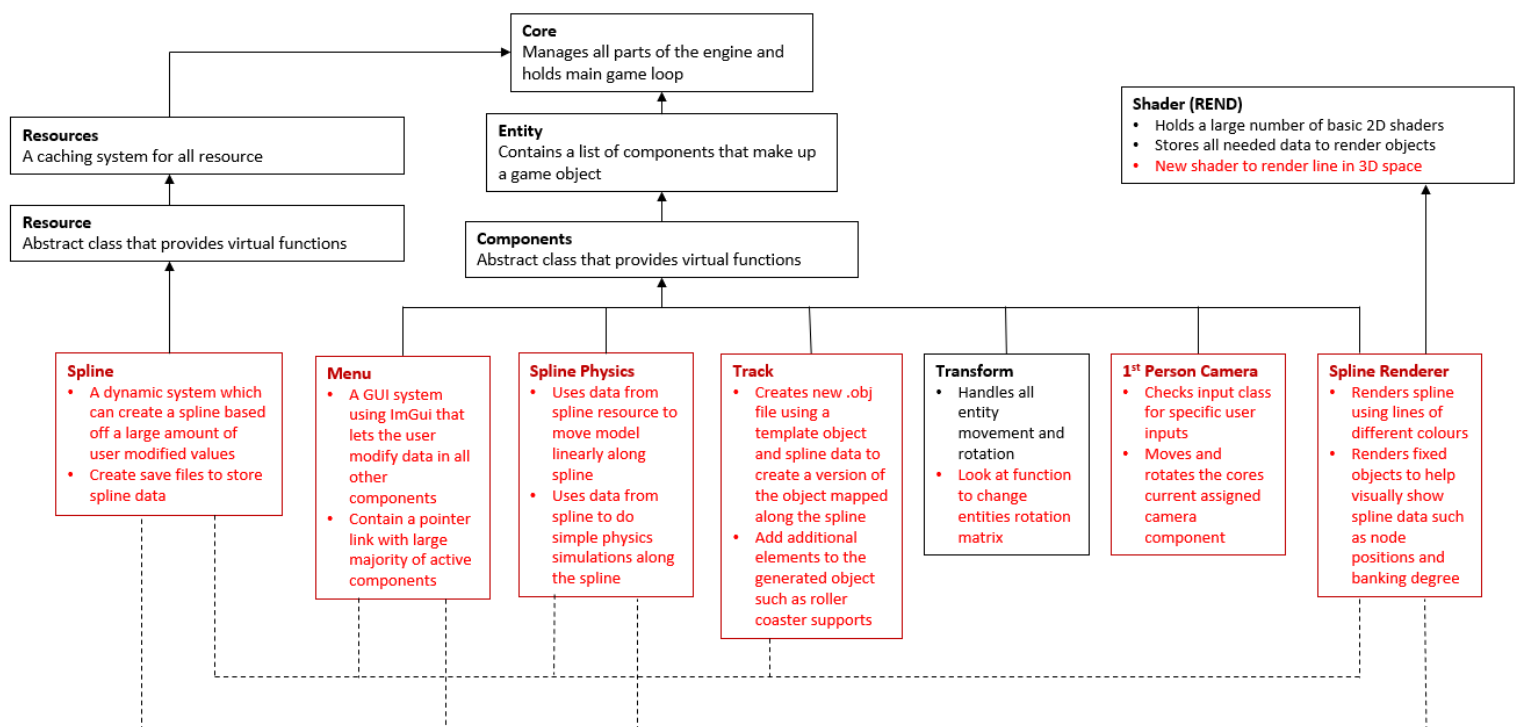 Core
Manages all parts of the engine and
holds main game loop
Shader (REND)
• Holds a large number of basic 2D shaders
• Stores all needed data to render objects
• New shader to render line in 3D space
Resources
A caching system for all resource
Entity
Contains a list of components that make up
a game object
Resource
Abstract class that provides virtual functions
Components
Abstract class that provides virtual functions
Spline
• A dynamic system which
can create a spline based
off a large amount of
user modified values
• Create save files to store
spline data
Menu
• A GUI system
using ImGui that
lets the user
modify data in all
other
components
• Contain a pointer
link with large
majority of active
components
Spline Physics
• Uses data from
spline resource to
move model
linearly along
spline
• Uses data from
spline to do
simple physics
simulations along
the spline
Track
• Creates new .obj
file using a
template object
and spline data to
create a version of
the object mapped
along the spline
• Add additional
elements to the
generated object
such as roller
coaster supports
Transform
• Handles all
entity
movement and
rotation
• Look at function
to change
entities rotation
matrix
1st Person Camera
• Checks input class
for specific user
inputs
• Moves and
rotates the cores
current assigned
camera
component
Spline Renderer
• Renders spline
using lines of
different colours
• Renders fixed
objects to help
visually show
spline data such
as node
positions and
banking degree